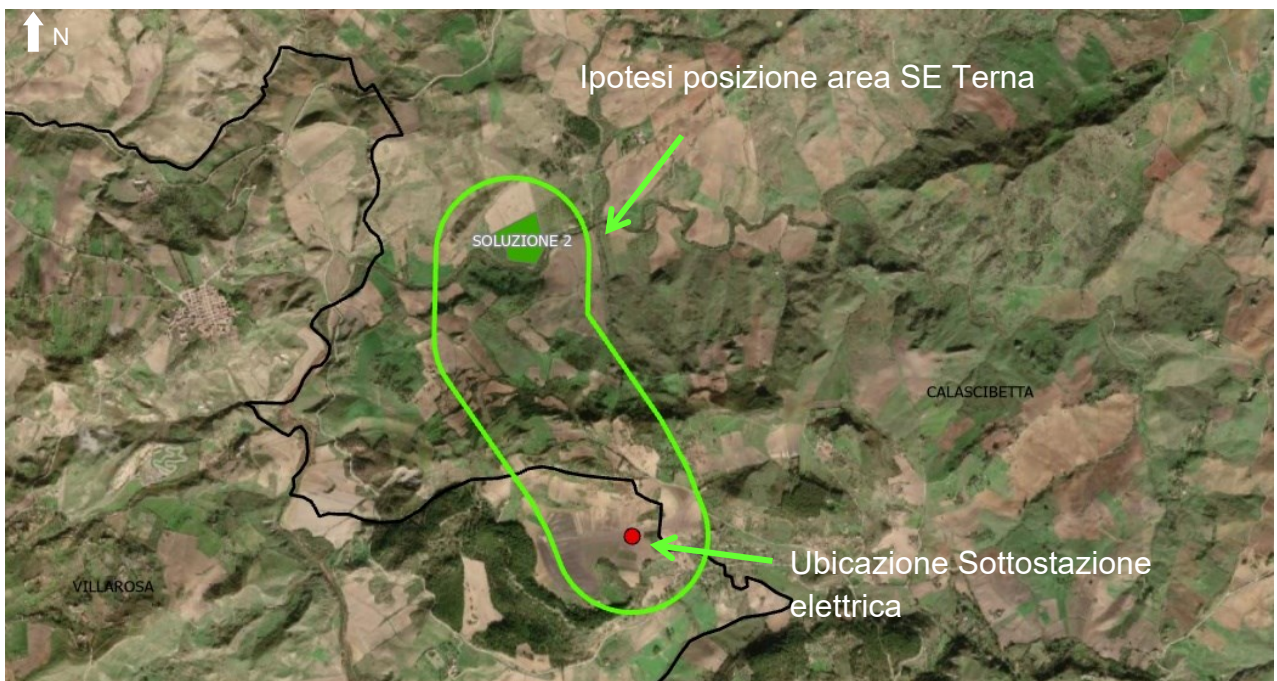 N
Ipotesi posizione area SE Terna
SOLUZIONE 2
CALASCIBETTA
Ubicazione Sottostazione
elettrica
VILLAROSA